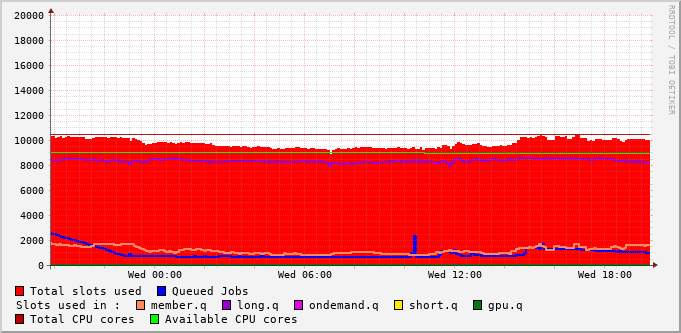 20000
18000
16000
14000
12000
10000
8000
6000
4000
2000
0
Wed 00:00 Wed 06:00 Wed 12:00 Wed 18:00
RRDTOOL / TOBI OETIKER
Total slots used Queued Jobs
Slots used in : member.q long.q ondemand.q short.q gpu.q
Total CPU cores Available CPU cores